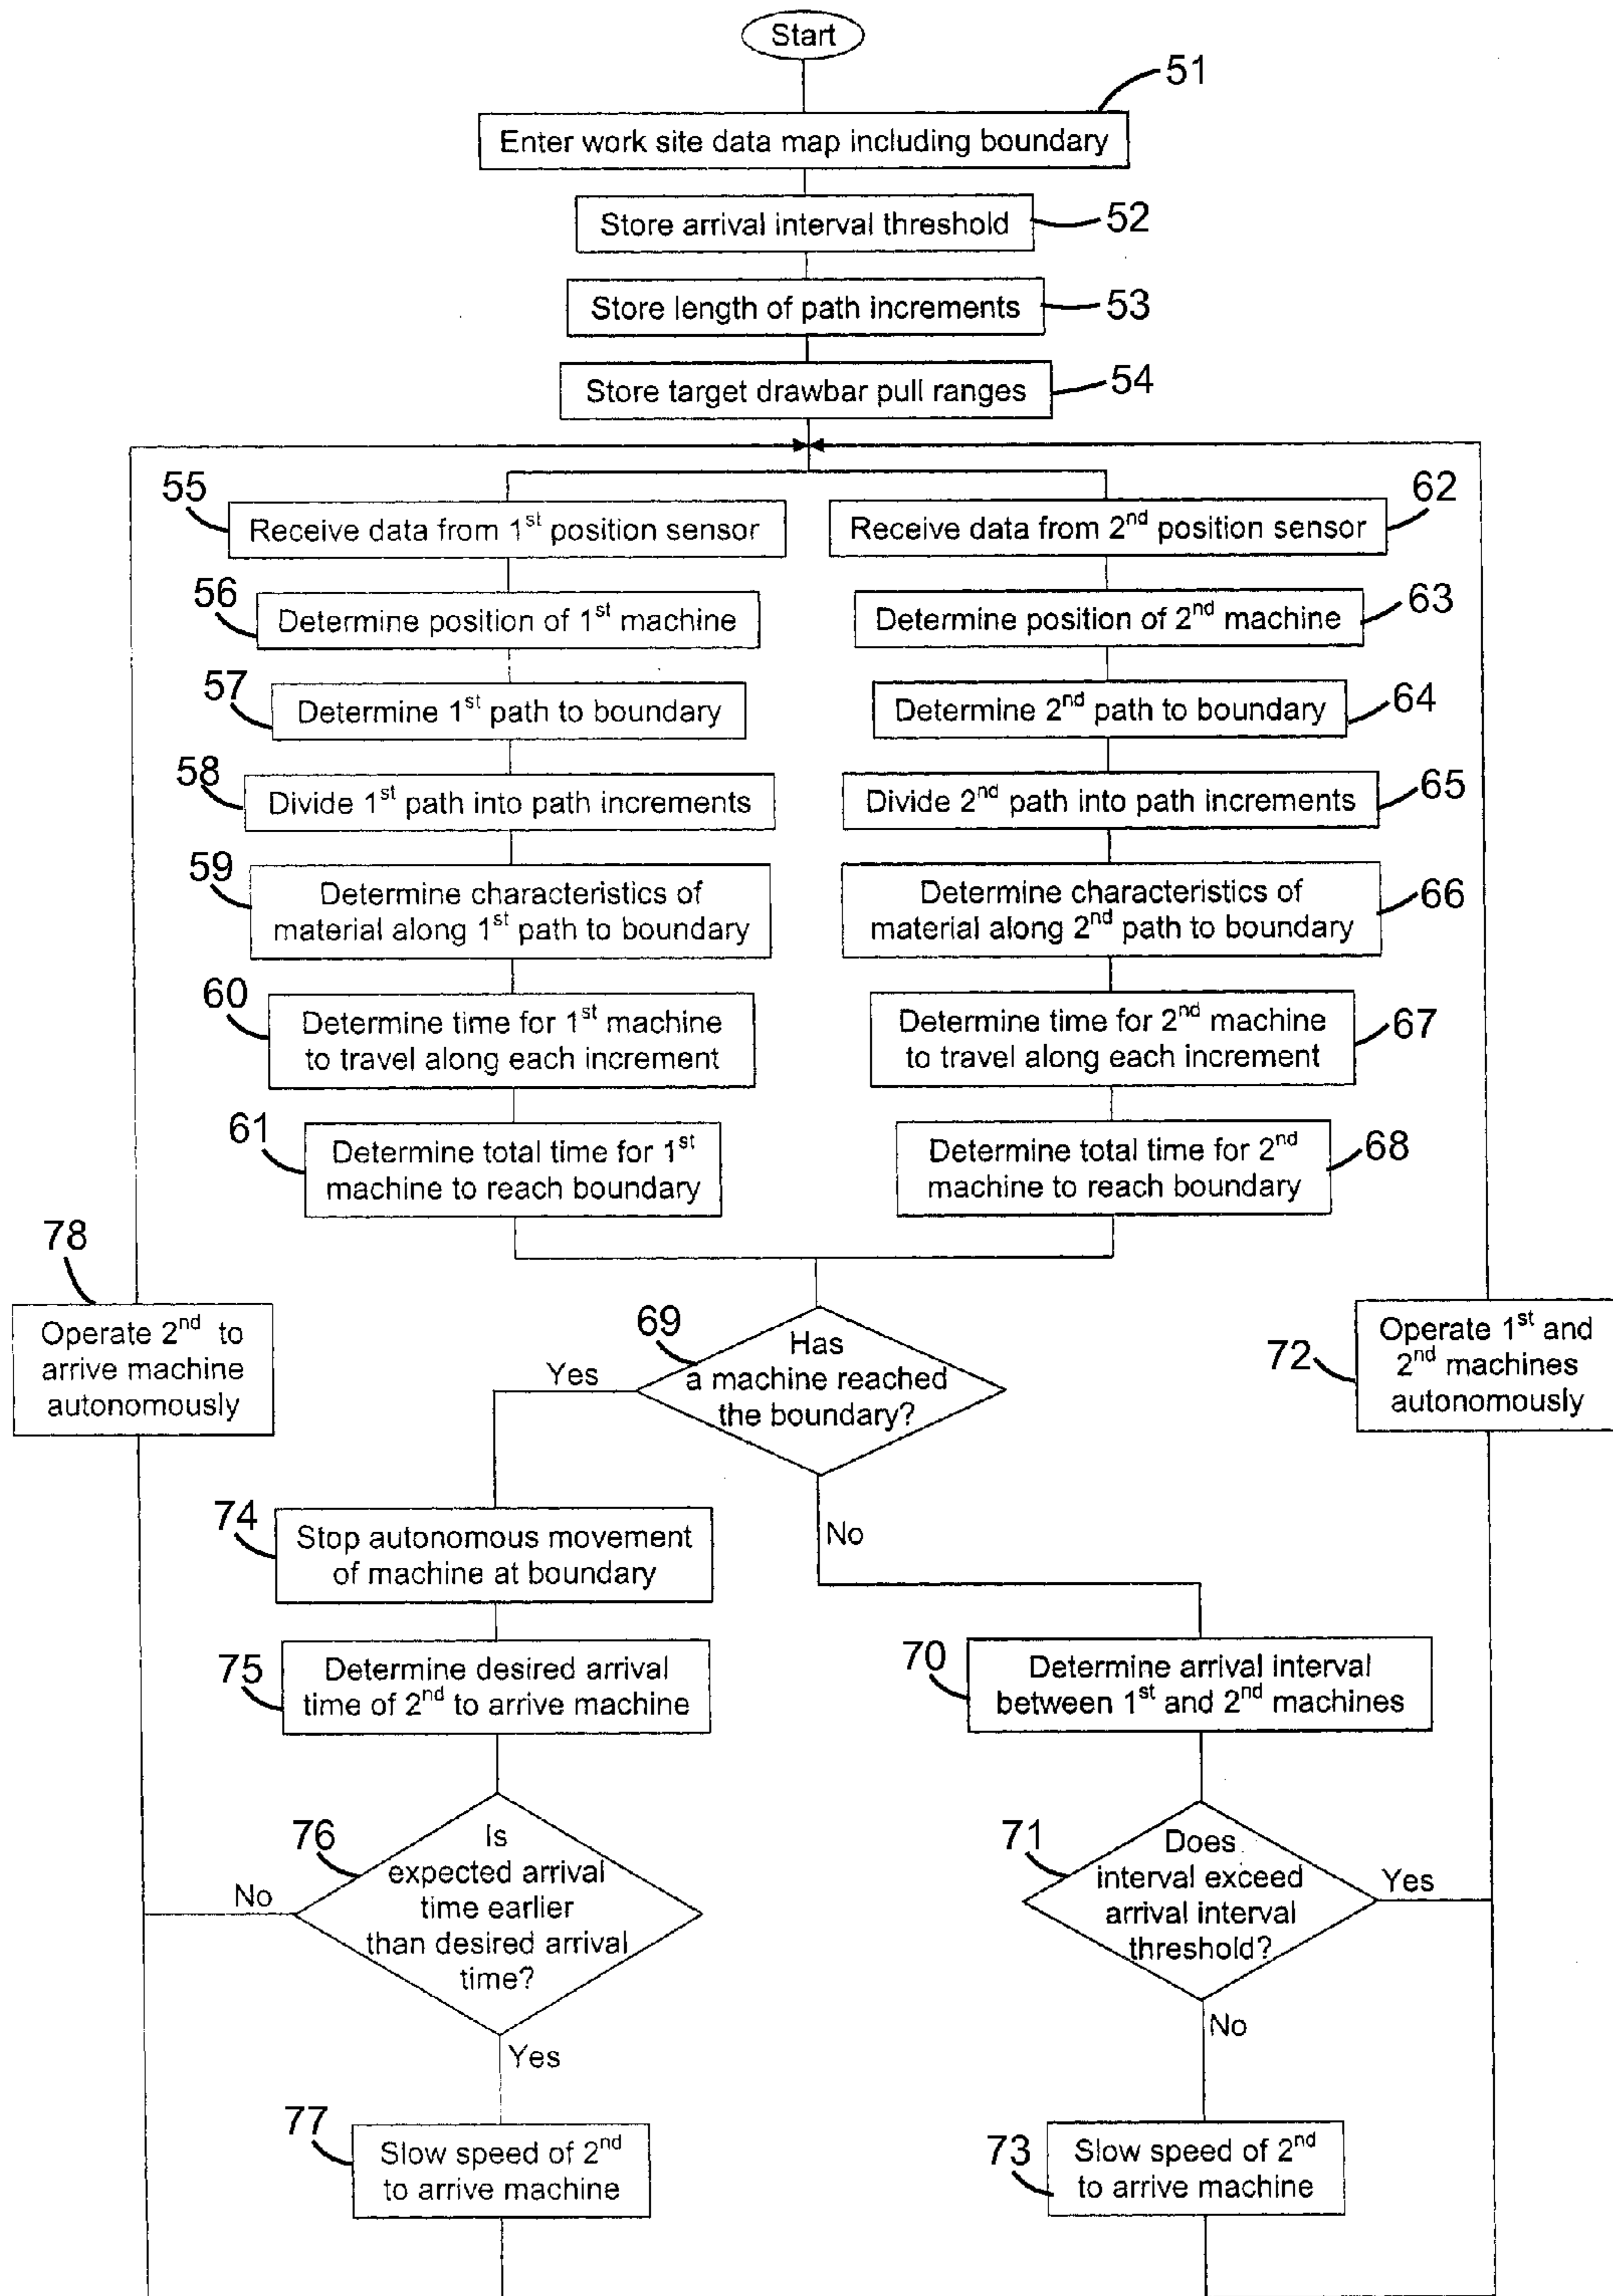 Start
51
Enter work site data map including boundary
Store arrival interval threshold
52
Store length of path increments
53
Store target drawbar pull ranges
54
55
Receive data from 1st position sensor
56
Determine position of 1st machine
57
Determine 1st path to boundary
58
Divide 1st path into path increments
59
Determine characteristics of
material along 1st path to boundary
60
Determine time for 1st machine
to travel along each increment
61
Determine total time for 1st
machine to reach boundary
62
Receive data from 2nd position sensor
63
Determine position of 2nd machine
64
Determine 2nd path to boundary
65
Divide 2nd path into path increments
66
Determine characteristics of
material along 2nd path to boundary
67
Determine time for 2nd machine
to travel along each increment
68
Determine total time for 2nd
machine to reach boundary
78
Operate 2nd to
arrive machine
autonomously
69
Has
a machine reached
the boundary?
Yes
No
72
Operate 1st and
2nd machines
autonomously
74
Stop autonomous movement
of machine at boundary
75
Determine desired arrival
time of 2nd to arrive machine
76
Is
expected arrival
time earlier
than desired arrival
time?
No
Yes
77
Slow speed of 2nd
to arrive machine
70
Determine arrival interval
between 1st and 2nd machines
71
Does
interval exceed
arrival interval
threshold?
Yes
No
73
Slow speed of 2nd
to arrive machine